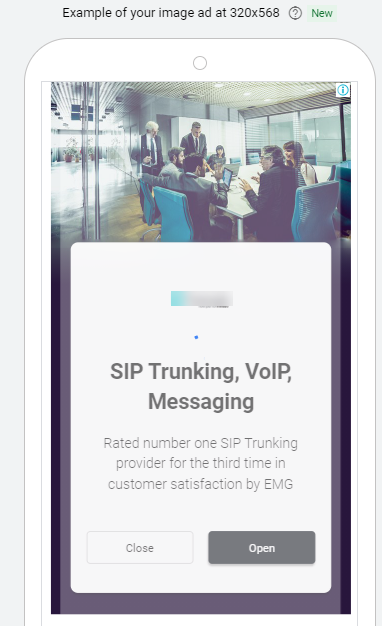 Example of your image ad at 320x568 ? New
SIP Trunking, VoIP,
Messaging
Rated number one SIP Trunking
provider for the third time in
customer satisfaction by EMG
Close Open